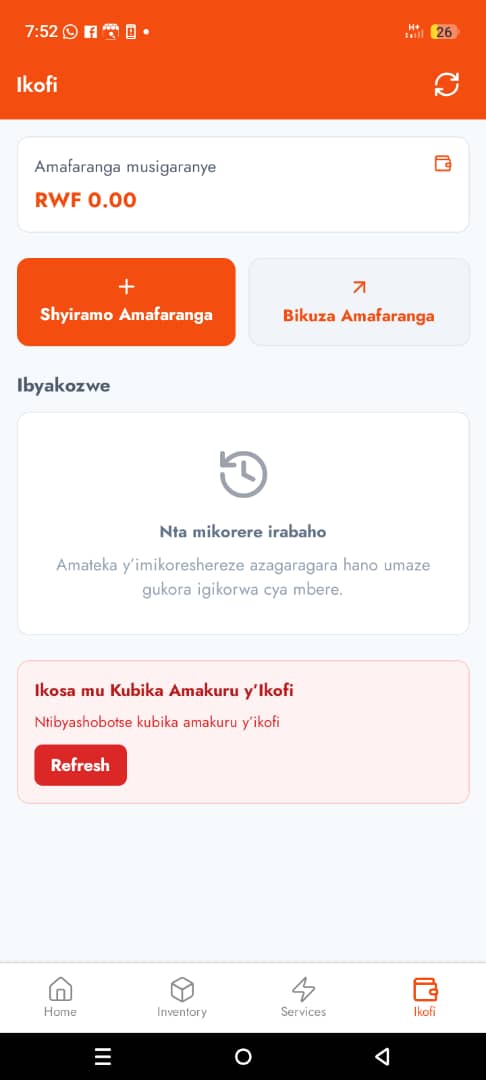 7:52
H+
26
Ikofi
Amafaranga musigaranye
RWF 0.00
Shyiramo Amafaranga
Bikuza Amafaranga
Ibyakozwe
Nta mikorere irabaho
Amateka y'imikoreshereze azagaragara hano umaze
gukora igikorwa cya mbere.
Ikosa mu Kubika Amakuru y'Ikofi
Ntibyashobotse kubika amakuru y'ikofi
Refresh
Home
Inventory
Services
Ikofi